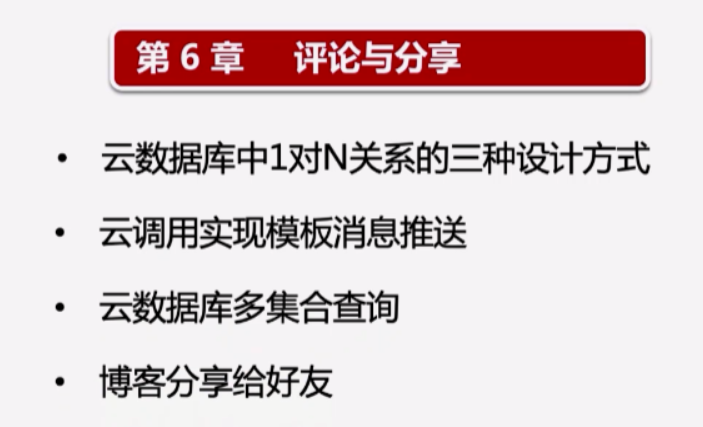 第 6 章 评论与分享
• 云数据库中1对N关系的三种设计方式
• 云调用实现模板消息推送
• 云数据库多集合查询
• 博客分享给好友